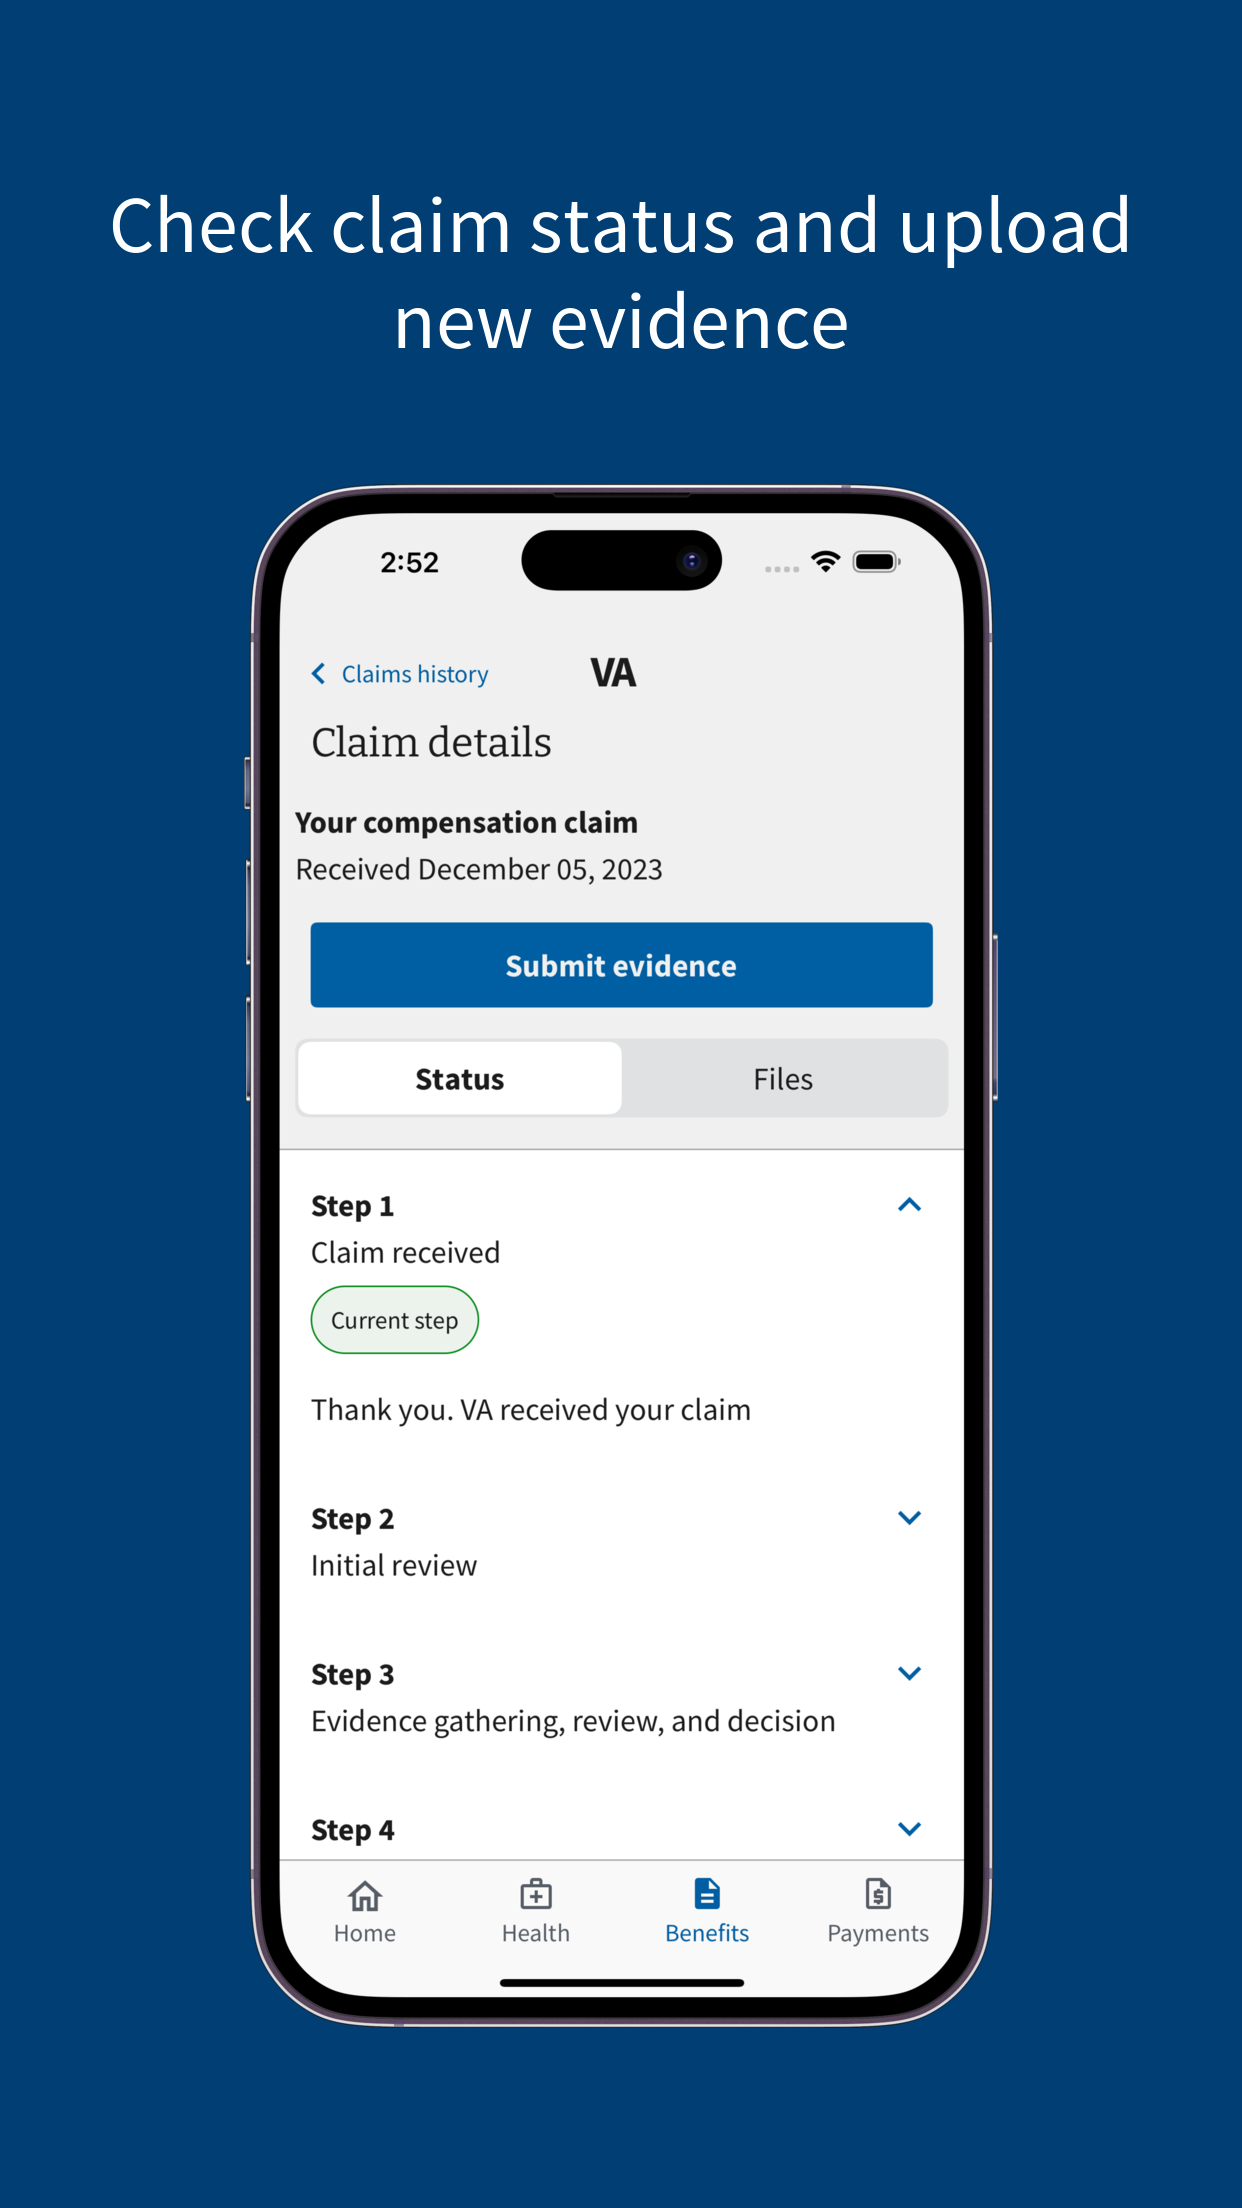 Check claim status and upload
new evidence
2:52
Claims history
VA
Claim details
Your compensation claim
Received December 05, 2023
Submit evidence
Status
Files
Step 1
Claim received
Current step
Thank you. VA received your claim
Step 2
Initial review
Step 3
Evidence gathering, review, and decision
Step 4
Home
Health
Benefits
Payments